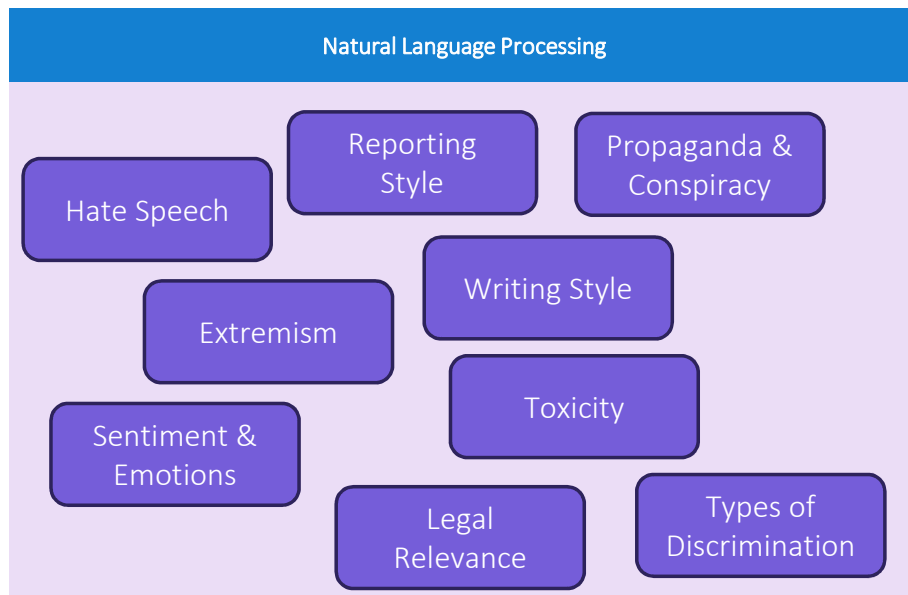 Natural Language Processing
Reporting
Style
Propaganda &
Conspiracy
Hate Speech
Writing Style
Extremism
Toxicity
Sentiment &
Emotions
Legal
Relevance
Types of
Discrimination